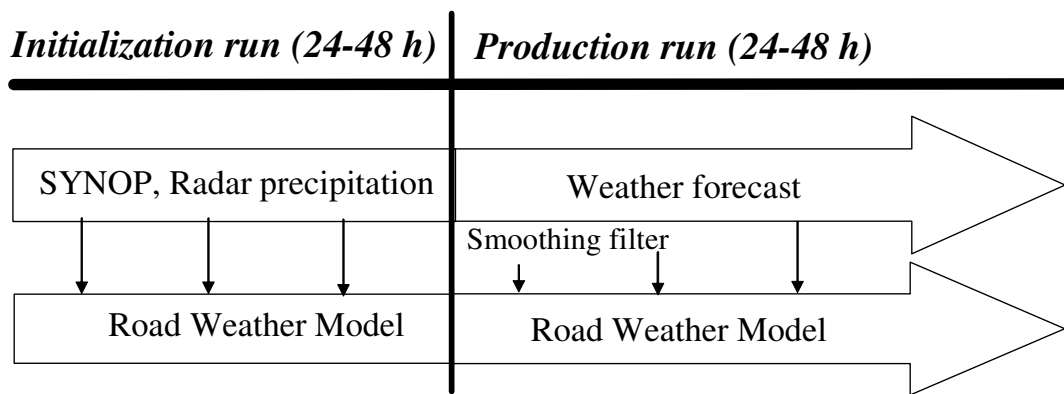 Initialization run (24-48 h)
Production run (24-48 h)
SYNOP, Radar precipitation
Weather forecast
Smoothing filter
Road Weather Model
Road Weather Model